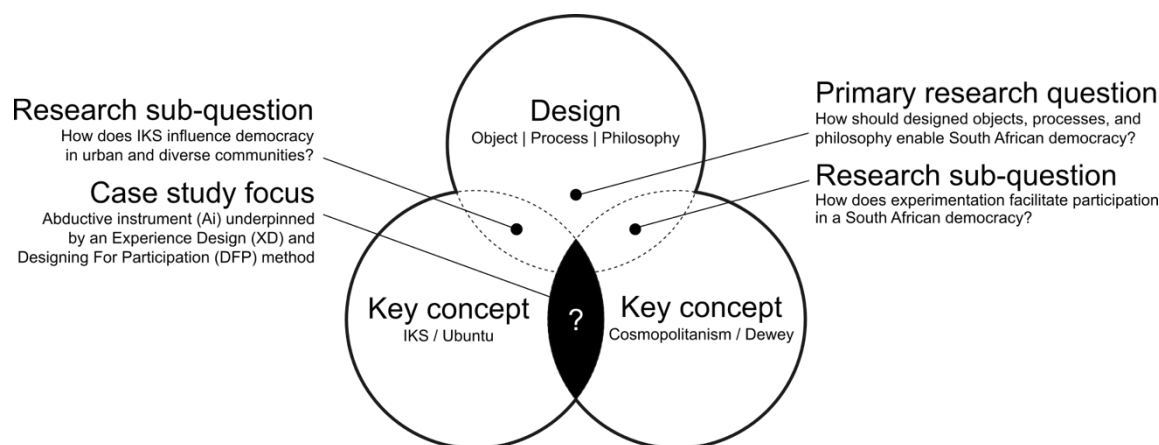 Research sub-question
How does IKS influence democracy
in urban and diverse communities?
Case study focus
Abductive instrument (Ai) underpinned
by an Experience Design (XD) and
Designing For Participation (DFP) method
Design
Object | Process | Philosophy
Primary research question
How should designed objects, processes, and
philosophy enable South African democracy?
Research sub-question
How does experimentation facilitate participation
in a South African democracy?
Key concept
IKS / Ubuntu
?
Key concept
Cosmopolitanism / Dewey